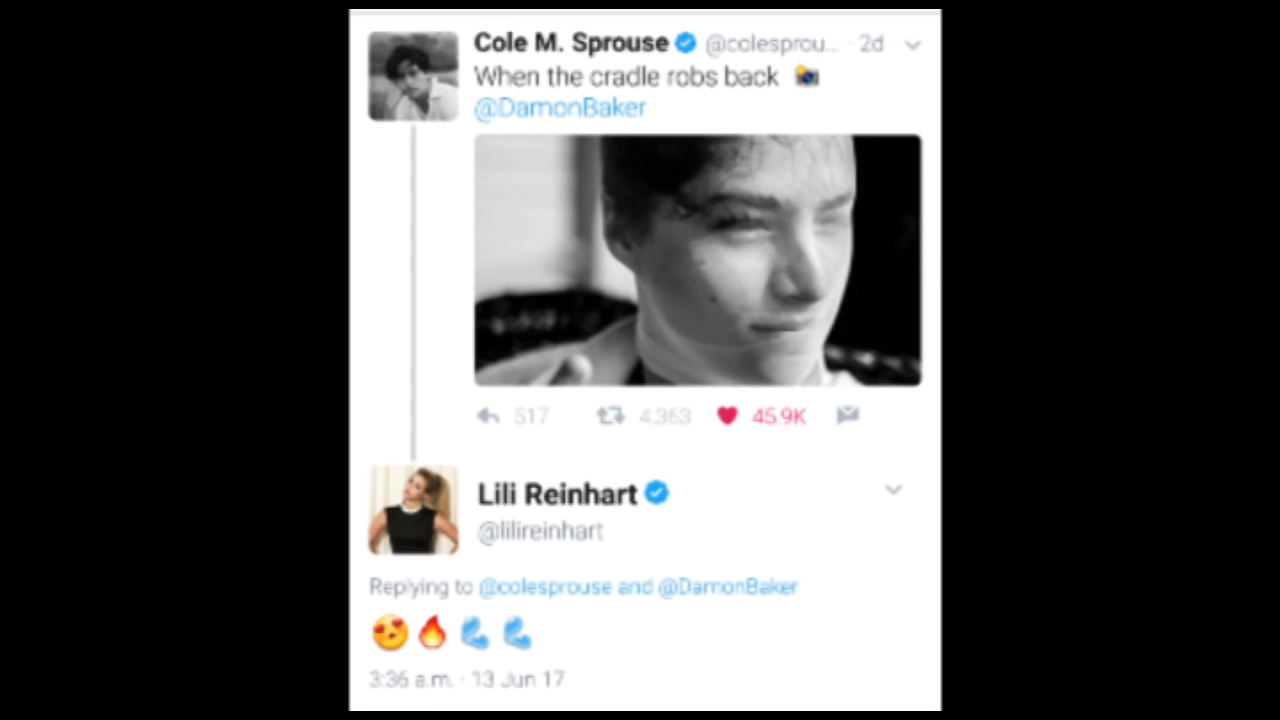 Cole M. Sprouse @colesprou... · 2d
When the cradle robs back 📸
@DamonBaker
517 4,363 45.9K
Lili Reinhart
@lilireinhart
Replying to @colesprouse and @DamonBaker
😍🔥💪💪
3:36 a.m. · 13 Jun 17